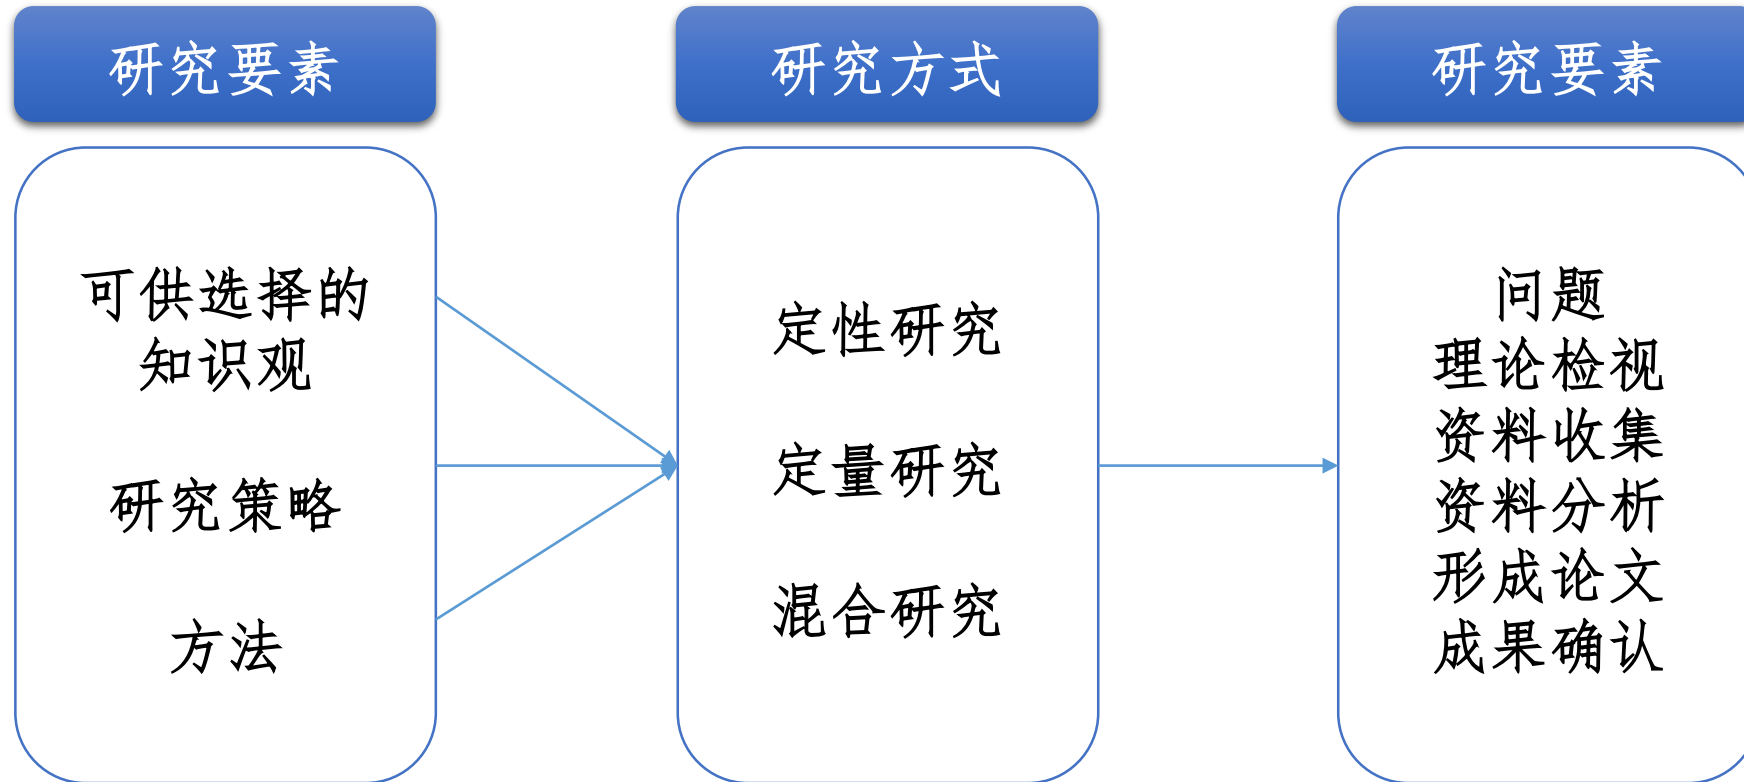 研究要素
可供选择的
知识观
研究策略
方法
研究方式
定性研究
定量研究
混合研究
研究要素
问题
理论检视
资料收集
资料分析
形成论文
成果确认